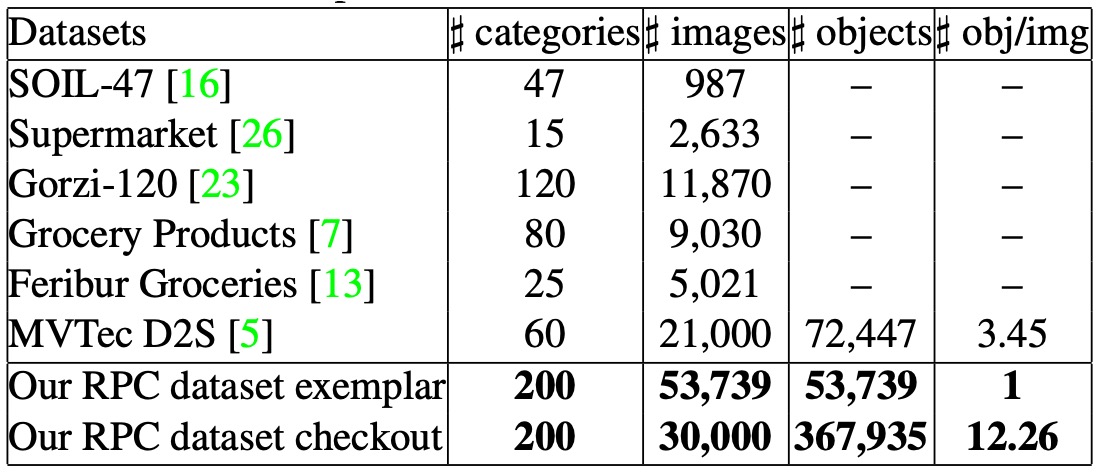 Datasets ♯ categories ♯ images ♯ objects ♯ obj/img
SOIL-47 [16] 47 987 – –
Supermarket [26] 15 2,633 – –
Gorzi-120 [23] 120 11,870 – –
Grocery Products [7] 80 9,030 – –
Feribur Groceries [13] 25 5,021 – –
MVTec D2S [5] 60 21,000 72,447 3.45
Our RPC dataset exemplar 200 53,739 53,739 1
Our RPC dataset checkout 200 30,000 367,935 12.26